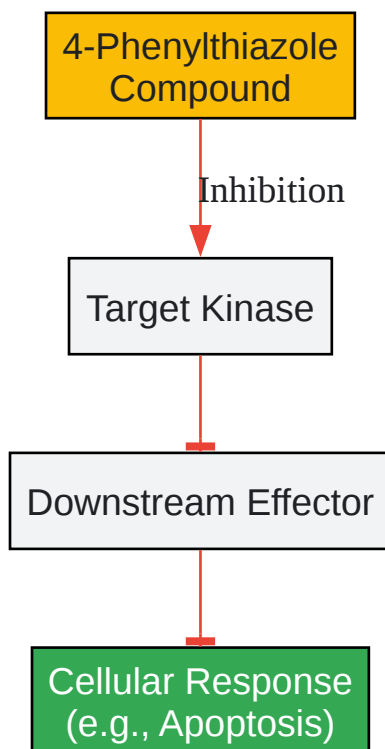 4-Phenylthiazole
Compound
Inhibition
Target Kinase
Downstream Effector
Cellular Response
(e.g., Apoptosis)